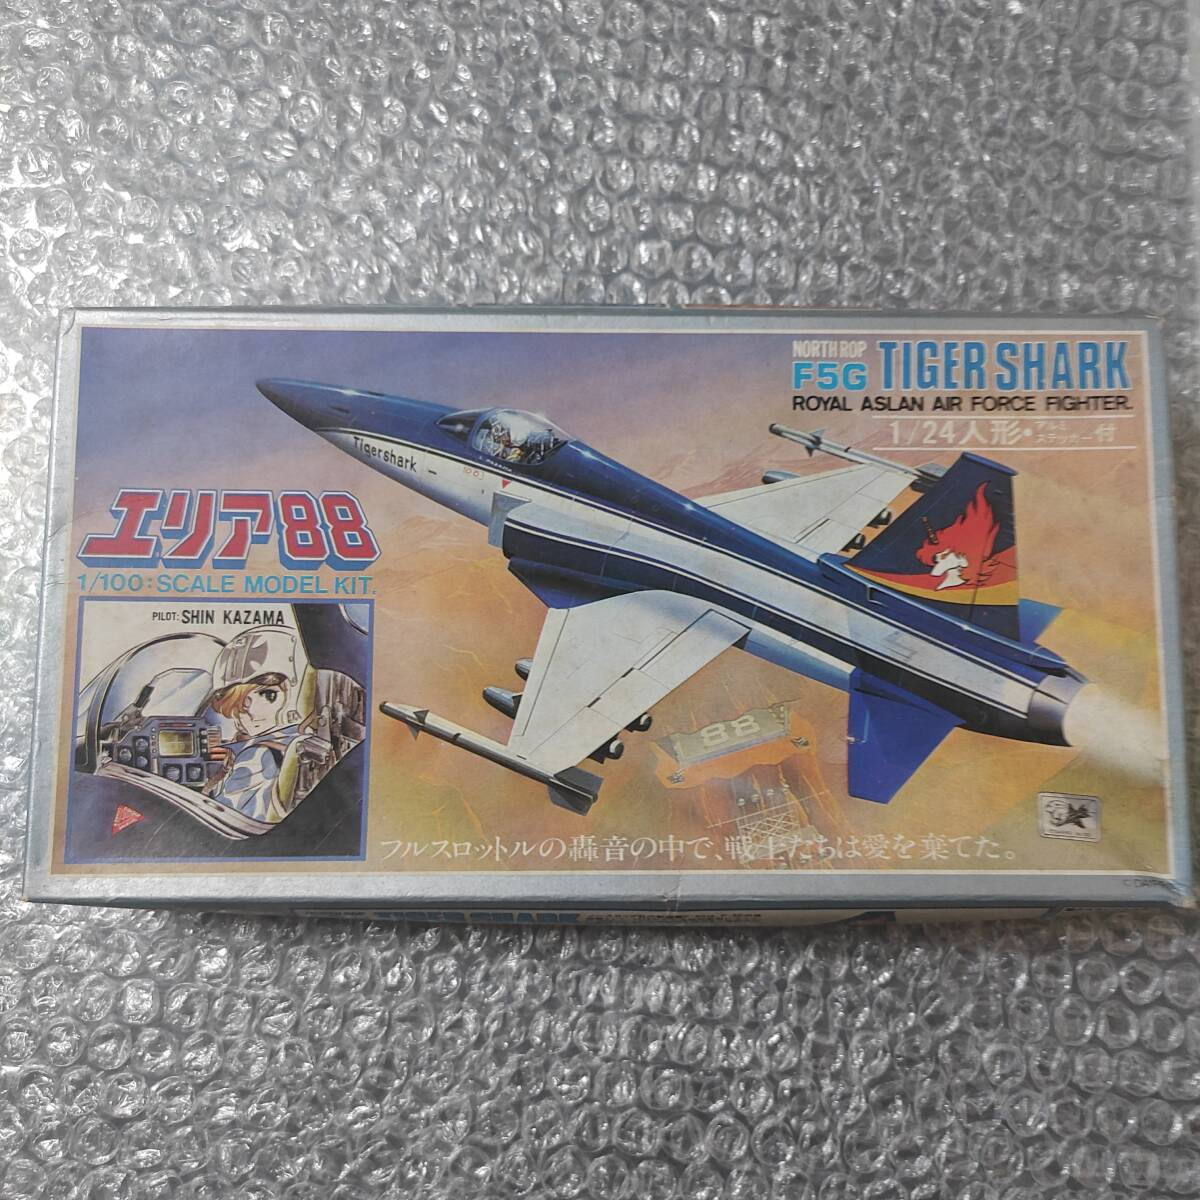 NORTHROP
F5G TIGER SHARK
ROYAL ASLAN AIR FORCE FIGHTER.
1/24人形・アルミステッカー付
Tigershark
エリア88
1/100:SCALE MODEL KIT.
PILOT: SHIN KAZAMA
88
フルスロットルの轟音の中で、戦士たちは愛を棄てた。
TIGER SHARK